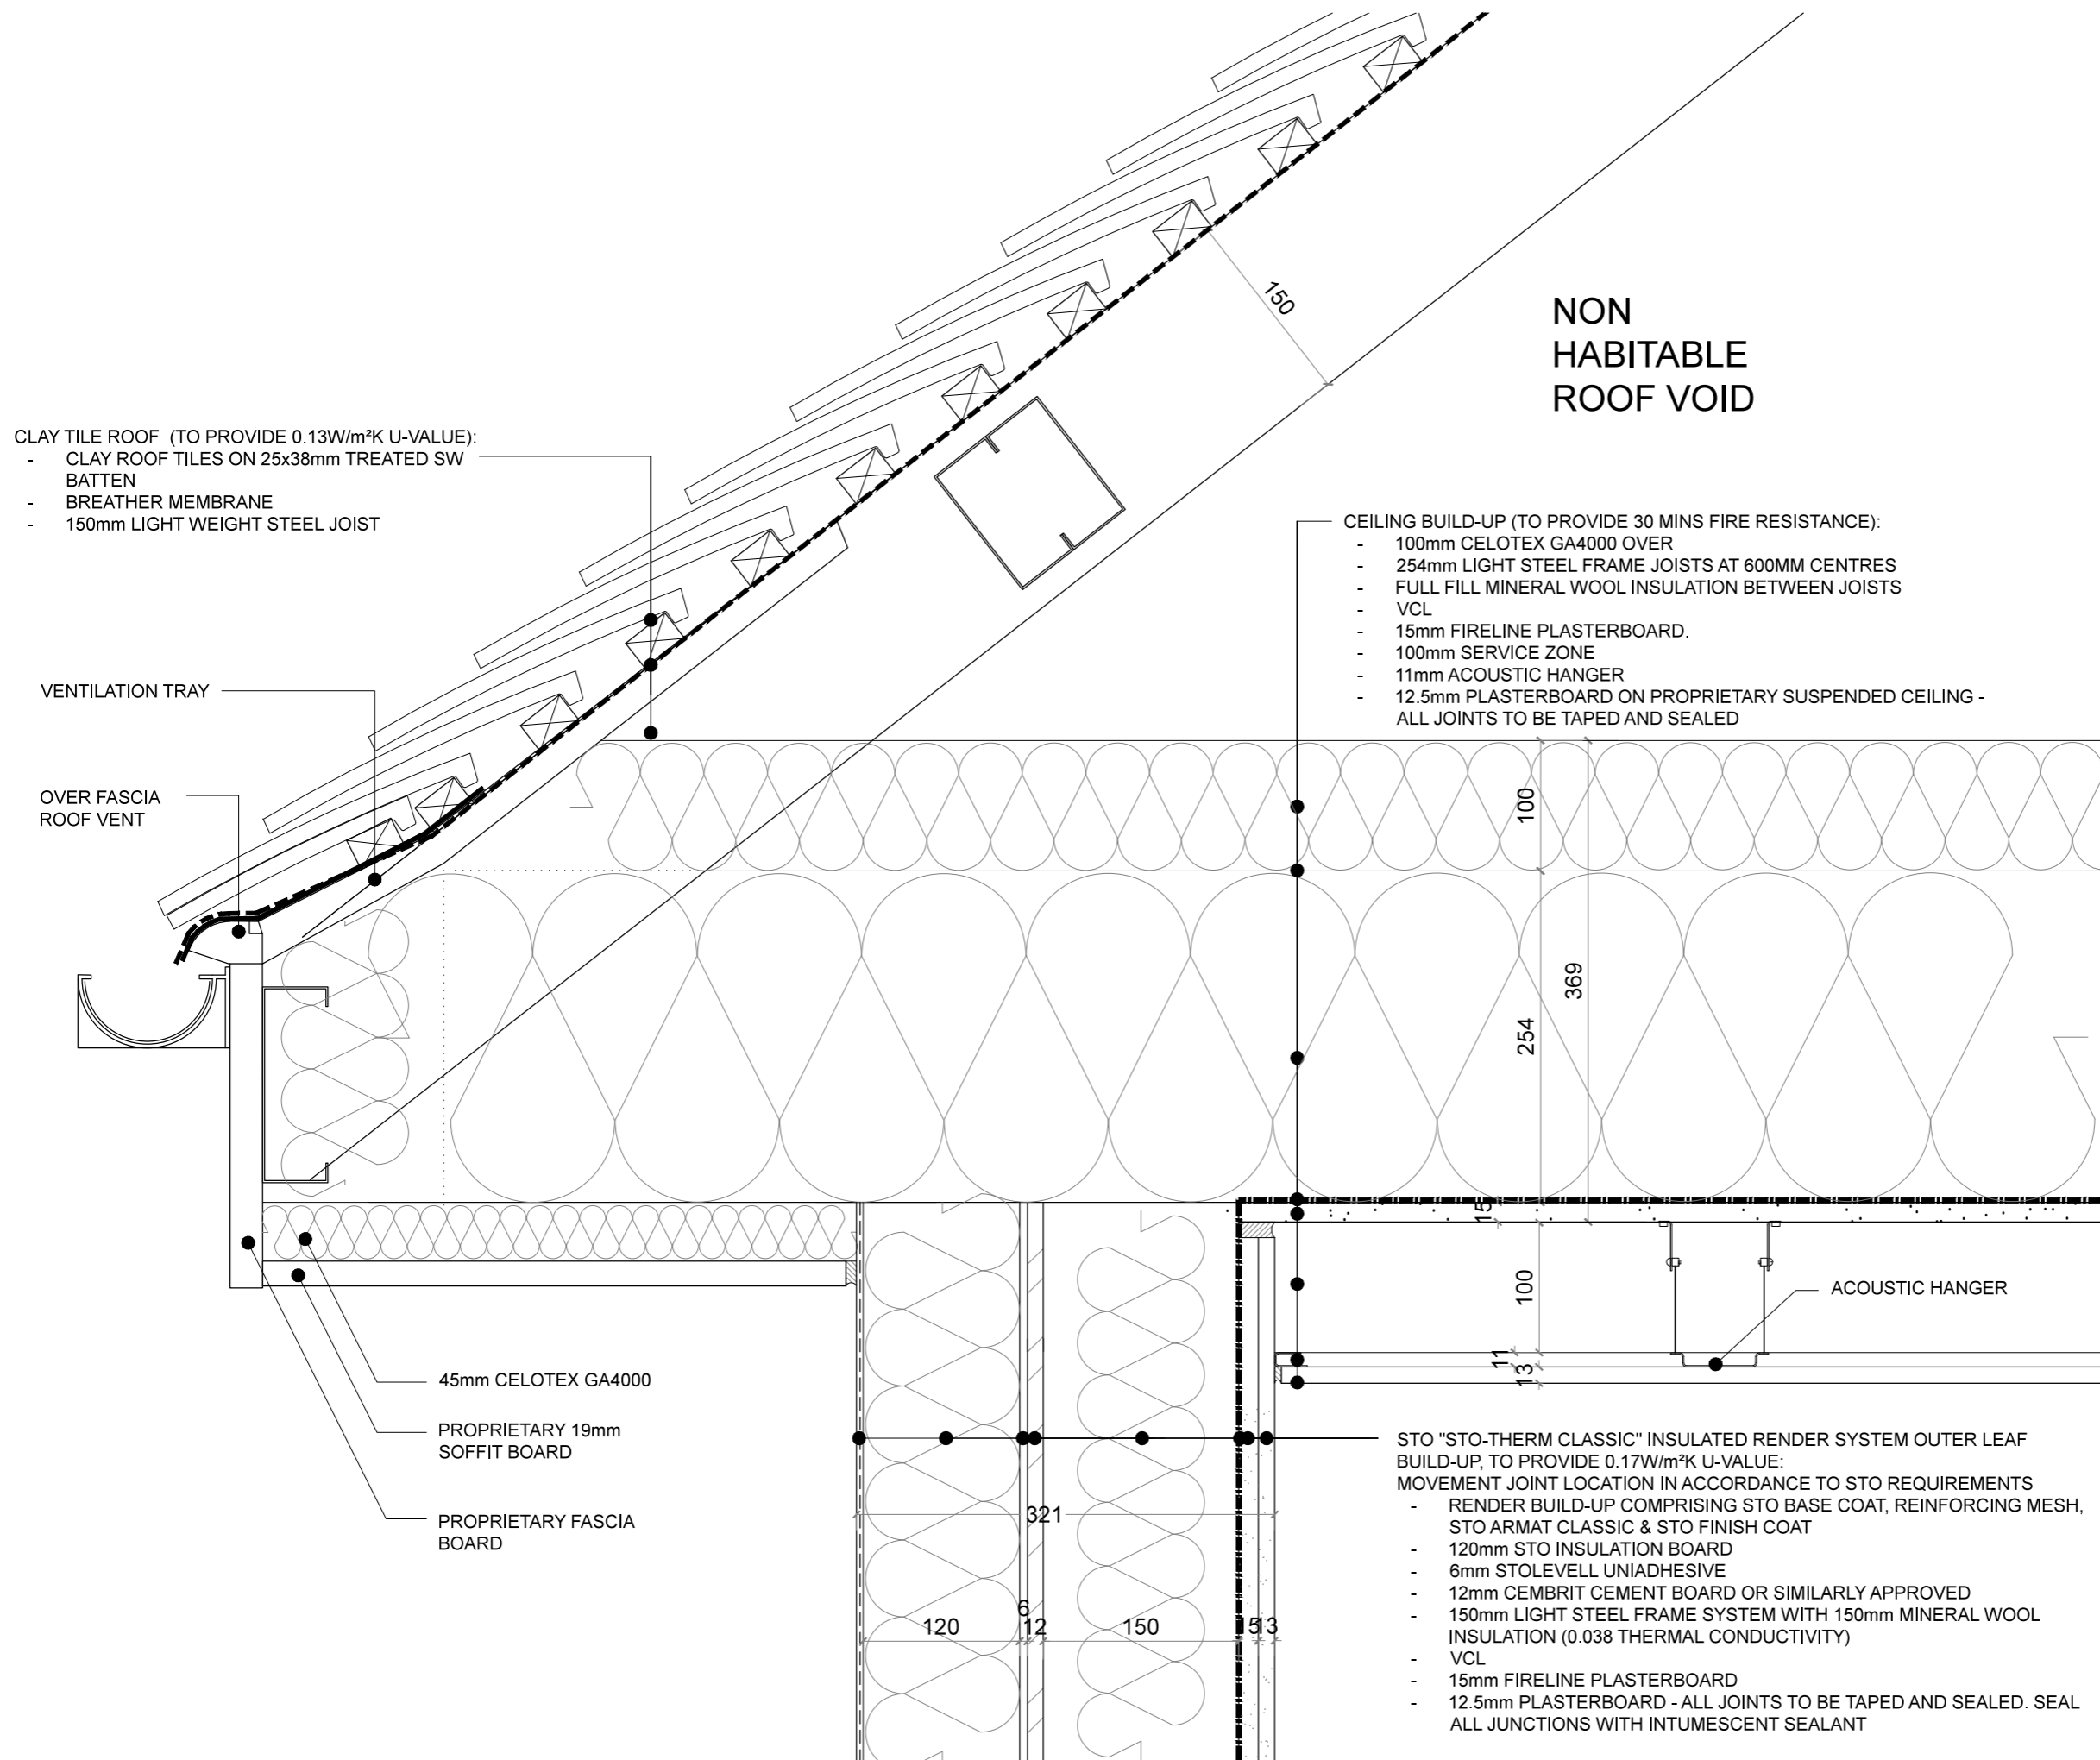 NON
HABITABLE
ROOF VOID
150
CLAY TILE ROOF (TO PROVIDE 0.13W/m²K U-VALUE):
- CLAY ROOF TILES ON 25x38mm TREATED SW
BATTEN
- BREATHER MEMBRANE
- 150mm LIGHT WEIGHT STEEL JOIST
VENTILATION TRAY
OVER FASCIA
ROOF VENT
CEILING BUILD-UP (TO PROVIDE 30 MINS FIRE RESISTANCE):
- 100mm CELOTEX GA4000 OVER
- 254mm LIGHT STEEL FRAME JOISTS AT 600MM CENTRES
- FULL FILL MINERAL WOOL INSULATION BETWEEN JOISTS
- VCL
- 15mm FIRELINE PLASTERBOARD.
- 100mm SERVICE ZONE
- 11mm ACOUSTIC HANGER
- 12.5mm PLASTERBOARD ON PROPRIETARY SUSPENDED CEILING -
ALL JOINTS TO BE TAPED AND SEALED
100
369
254
15
100
11
13
ACOUSTIC HANGER
45mm CELOTEX GA4000
PROPRIETARY 19mm
SOFFIT BOARD
PROPRIETARY FASCIA
BOARD
321
6
120
12
150
15
13
STO "STO-THERM CLASSIC" INSULATED RENDER SYSTEM OUTER LEAF
BUILD-UP, TO PROVIDE 0.17W/m²K U-VALUE:
MOVEMENT JOINT LOCATION IN ACCORDANCE TO STO REQUIREMENTS
- RENDER BUILD-UP COMPRISING STO BASE COAT, REINFORCING MESH,
STO ARMAT CLASSIC & STO FINISH COAT
- 120mm STO INSULATION BOARD
- 6mm STOLEVELL UNIADHESIVE
- 12mm CEMBRIT CEMENT BOARD OR SIMILARLY APPROVED
- 150mm LIGHT STEEL FRAME SYSTEM WITH 150mm MINERAL WOOL
INSULATION (0.038 THERMAL CONDUCTIVITY)
- VCL
- 15mm FIRELINE PLASTERBOARD
- 12.5mm PLASTERBOARD - ALL JOINTS TO BE TAPED AND SEALED. SEAL
ALL JUNCTIONS WITH INTUMESCENT SEALANT